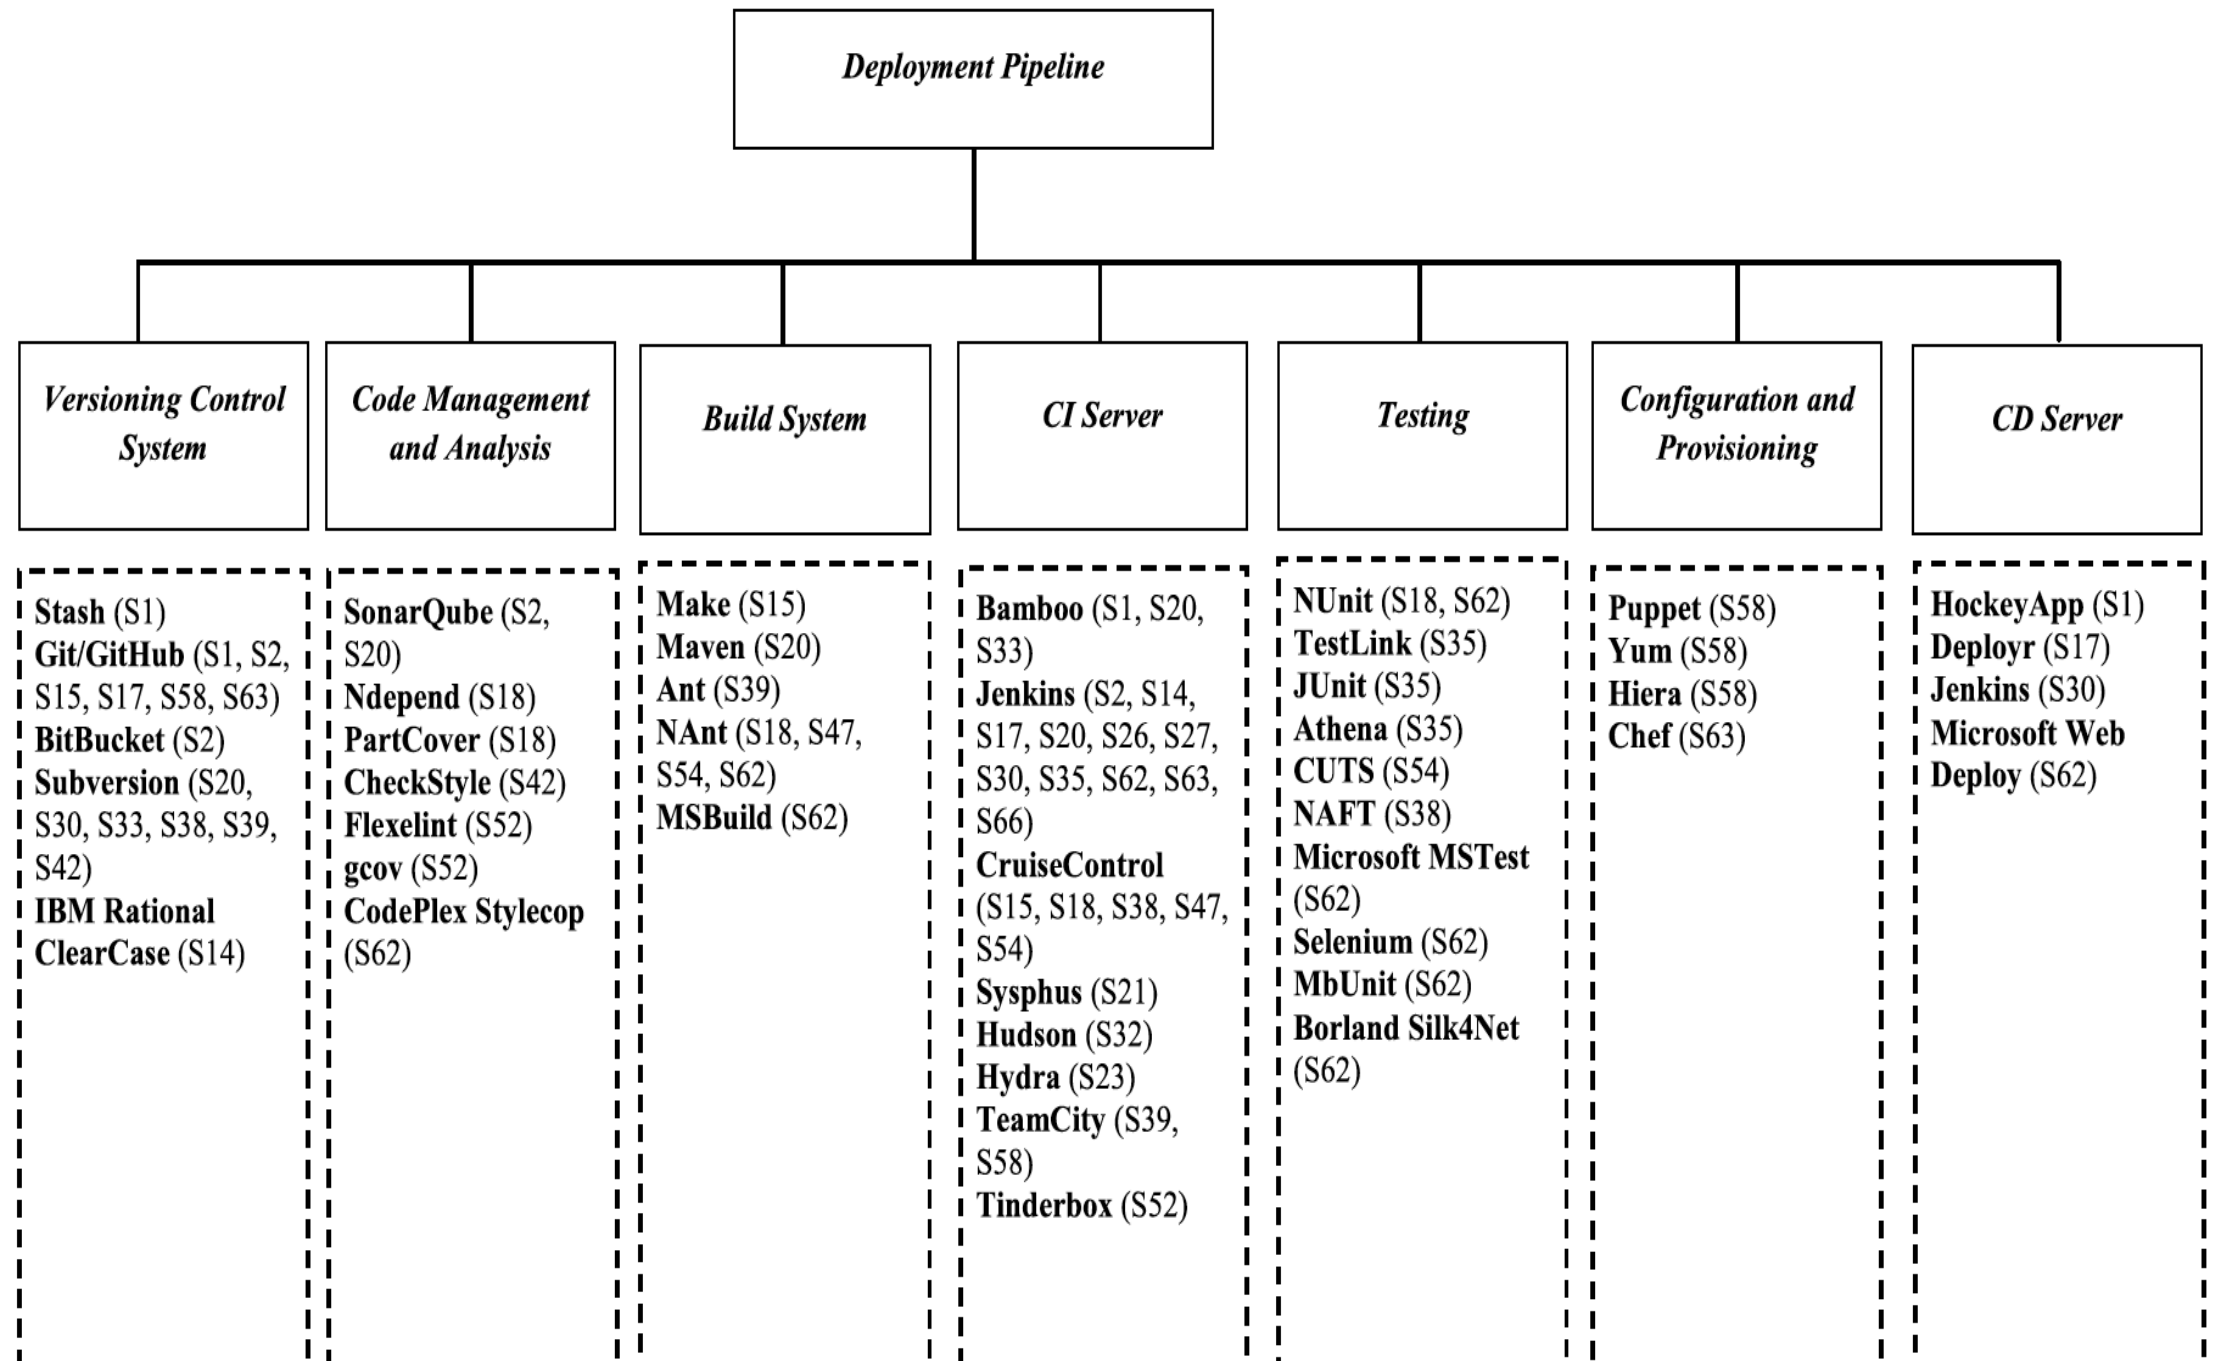 Deployment Pipeline
Versioning Control
System
Code Management
and Analysis
Build System
CI Server
Testing
Configuration and
Provisioning
CD Server
Stash (S1)
Git/GitHub (S1, S2,
S15, S17, S58, S63)
BitBucket (S2)
Subversion (S20,
S30, S33, S38, S39,
S42)
IBM Rational
ClearCase (S14)
SonarQube (S2,
S20)
Ndepend (S18)
PartCover (S18)
CheckStyle (S42)
Flexelint (S52)
gcov (S52)
CodePlex Stylecop
(S62)
Make (S15)
Maven (S20)
Ant (S39)
NAnt (S18, S47,
S54, S62)
MSBuild (S62)
Bamboo (S1, S20,
S33)
Jenkins (S2, S14,
S17, S20, S26, S27,
S30, S35, S62, S63,
S66)
CruiseControl
(S15, S18, S38, S47,
S54)
Sysphus (S21)
Hudson (S32)
Hydra (S23)
TeamCity (S39,
S58)
Tinderbox (S52)
NUnit (S18, S62)
TestLink (S35)
JUnit (S35)
Athena (S35)
CUTS (S54)
NAFT (S38)
Microsoft MSTest
(S62)
Selenium (S62)
MbUnit (S62)
Borland Silk4Net
(S62)
Puppet (S58)
Yum (S58)
Hiera (S58)
Chef (S63)
HockeyApp (S1)
Deployr (S17)
Jenkins (S30)
Microsoft Web
Deploy (S62)